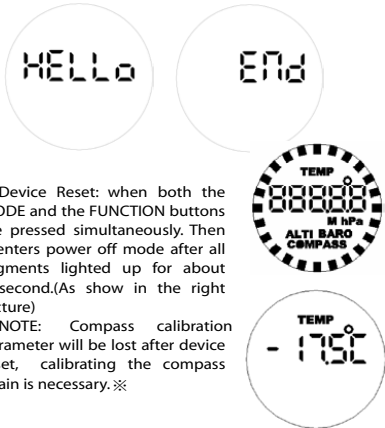 HELLo
ENd
Device Reset: when both the
ODE and the FUNCTION buttons
e pressed simultaneously. Then
enters power off mode after all
gments lighted up for about
second.(As show in the right
ture)
NOTE: Compass calibration
rameter will be lost after device
set, calibrating the compass
ain is necessary.※
TEMP
88888°
M hPa
ALTI BARO
COMPASS
TEMP
- 17.5°C